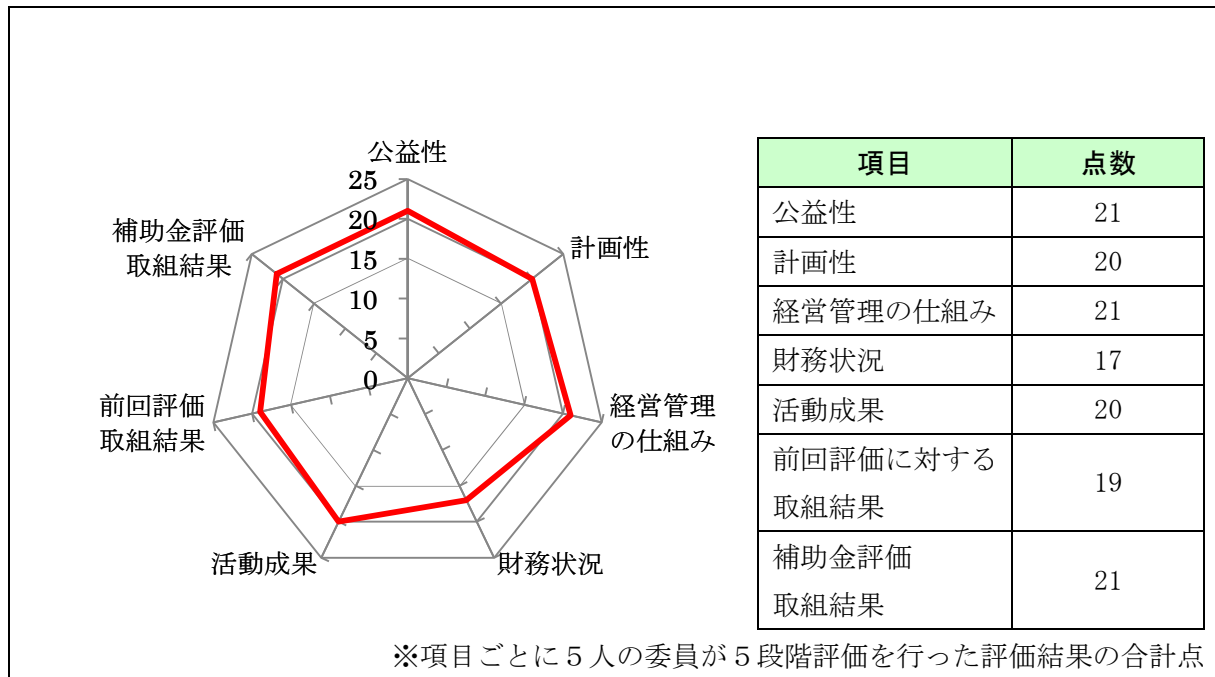 公益性
25
20
15
10
5
0
計画性
経営管理
の仕組み
財務状況
活動成果
前回評価
取組結果
補助金評価
取組結果
項目 点数
公益性 21
計画性 20
経営管理の仕組み 21
財務状況 17
活動成果 20
前回評価に対する
取組結果 19
補助金評価
取組結果 21
※項目ごとに５人の委員が５段階評価を行った評価結果の合計点